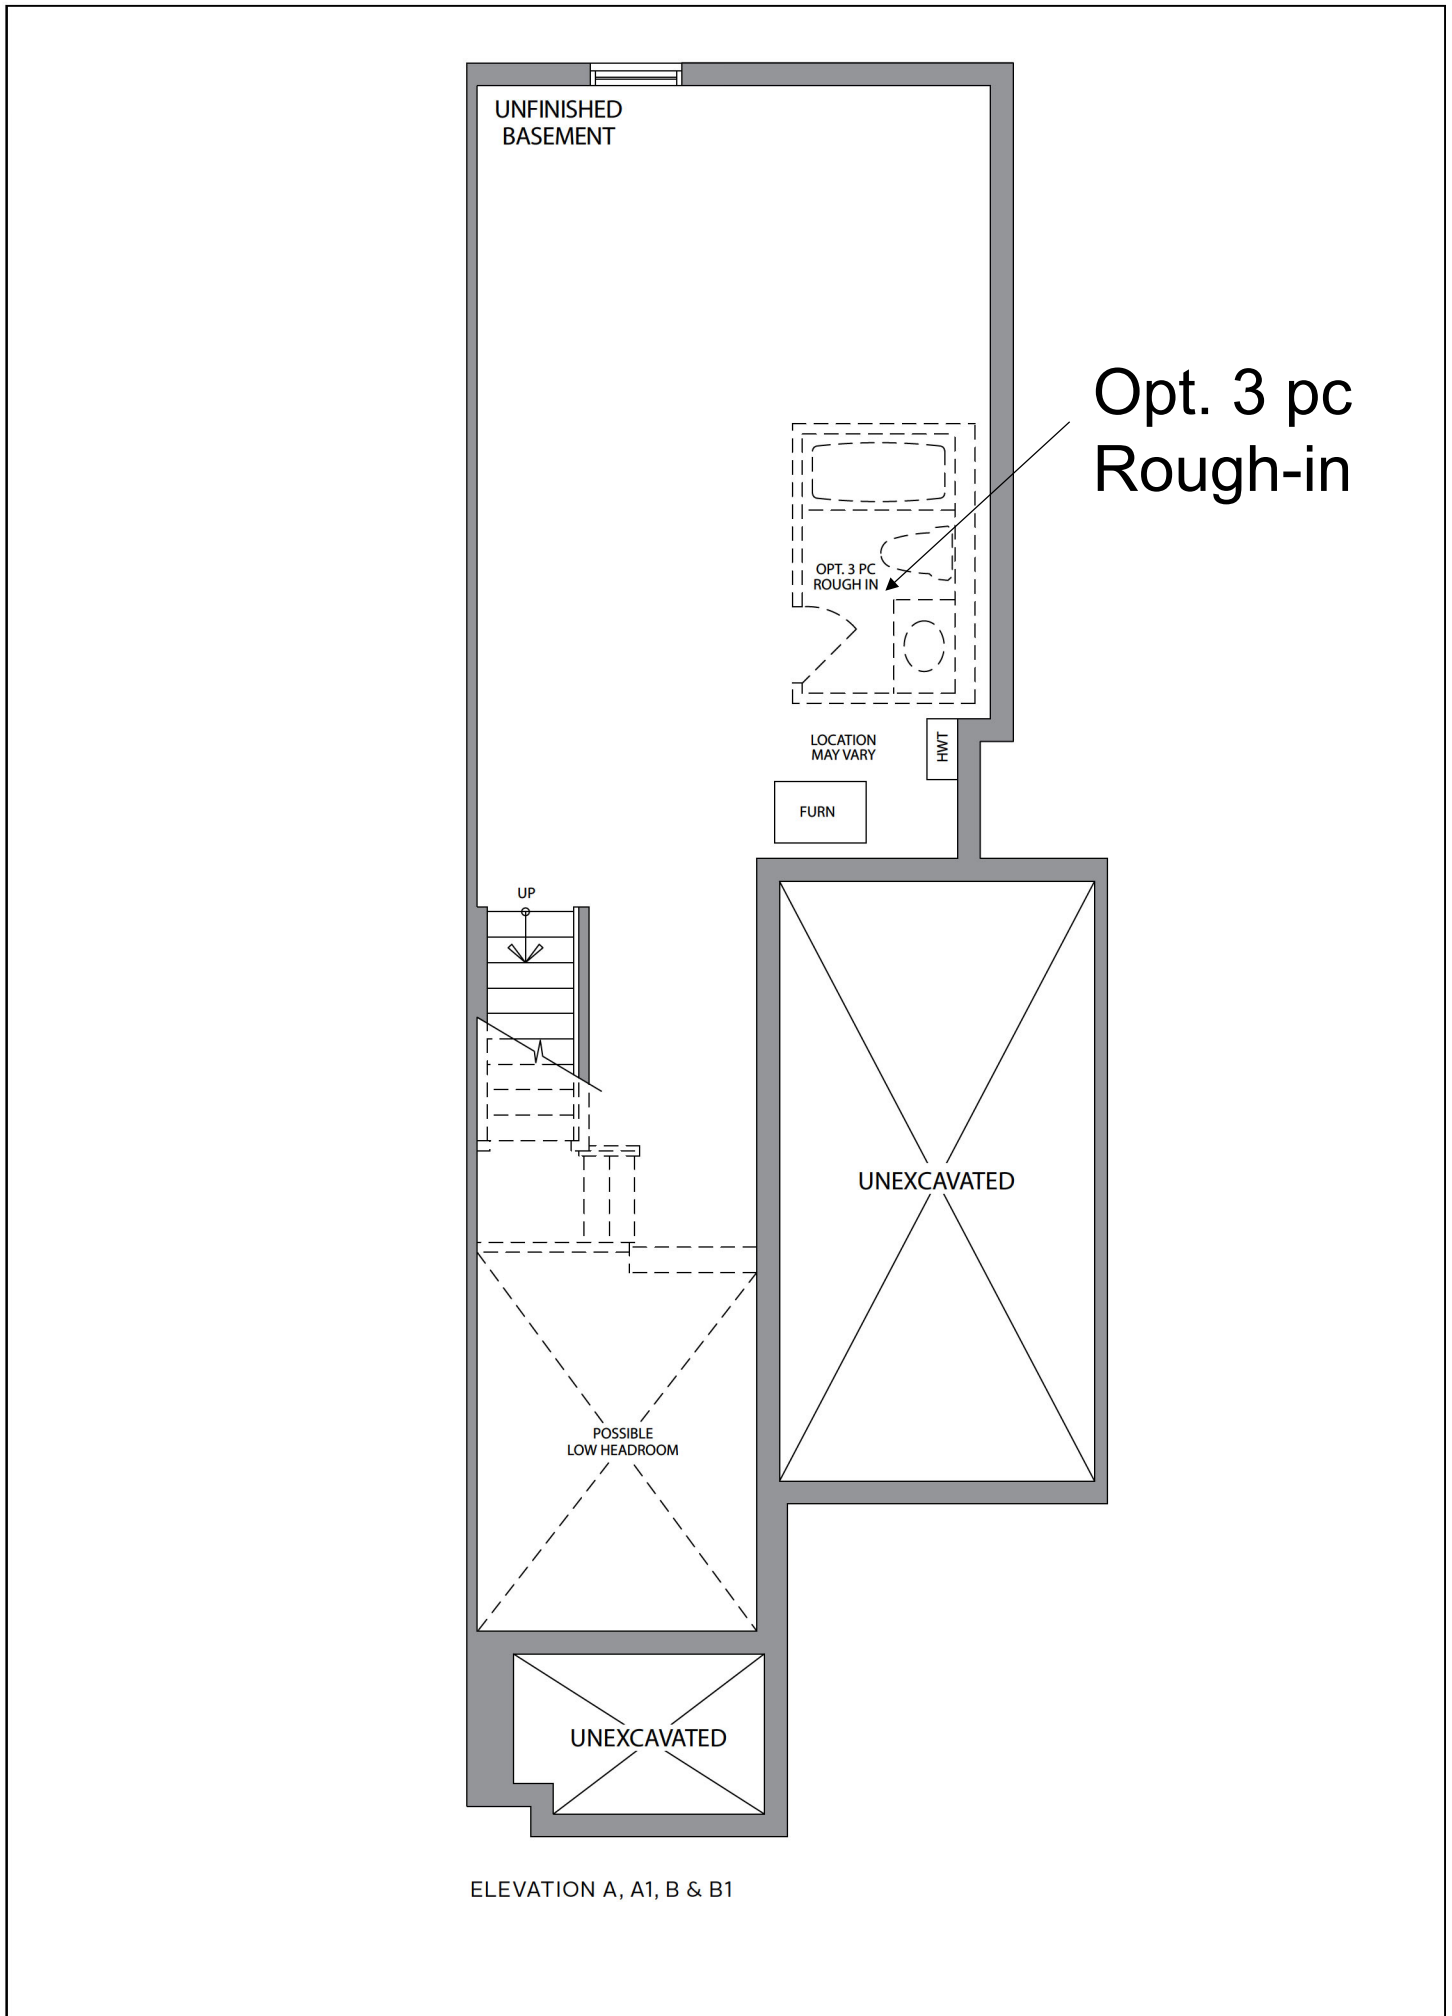 UNFINISHED
BASEMENT
Opt. 3 pc
Rough-in
OPT. 3 PC
ROUGH IN
LOCATION
MAY VARY
HWT
FURN
UP
UNEXCAVATED
POSSIBLE
LOW HEADROOM
UNEXCAVATED
ELEVATION A, A1, B & B1